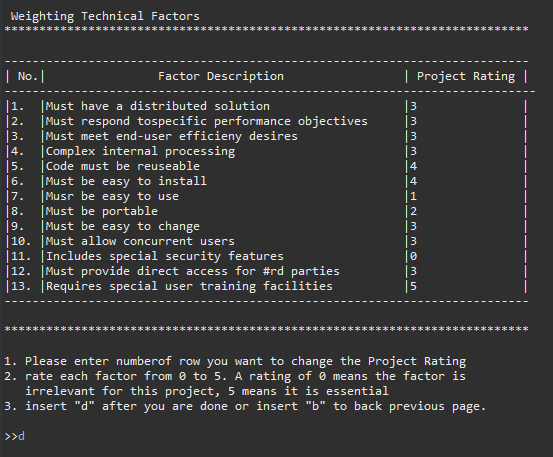 Weighting Technical Factors
***************************************************************************
---------------------------------------------------------------------------
| No.| Factor Description | Project Rating |
----------------------------------------------------------------------------
|1. |Must have a distributed solution |3 |
|2. |Must respond tospecific performance objectives |3 |
|3. |Must meet end-user efficieny desires |3 |
|4. |Complex internal processing |3 |
|5. |Code must be reuseable |4 |
|6. |Must be easy to install |4 |
|7. |Musr be easy to use |1 |
|8. |Must be portable |2 |
|9. |Must be easy to change |3 |
|10. |Must allow concurrent users |3 |
|11. |Includes special security features |0 |
|12. |Must provide direct access for #rd parties |3 |
|13. |Requires special user training facilities |5 |
---------------------------------------------------------------------------
***************************************************************************
1. Please enter numberof row you want to change the Project Rating
2. rate each factor from 0 to 5. A rating of 0 means the factor is
irrelevant for this project, 5 means it is essential
3. insert "d" after you are done or insert "b" to back previous page.
>>d